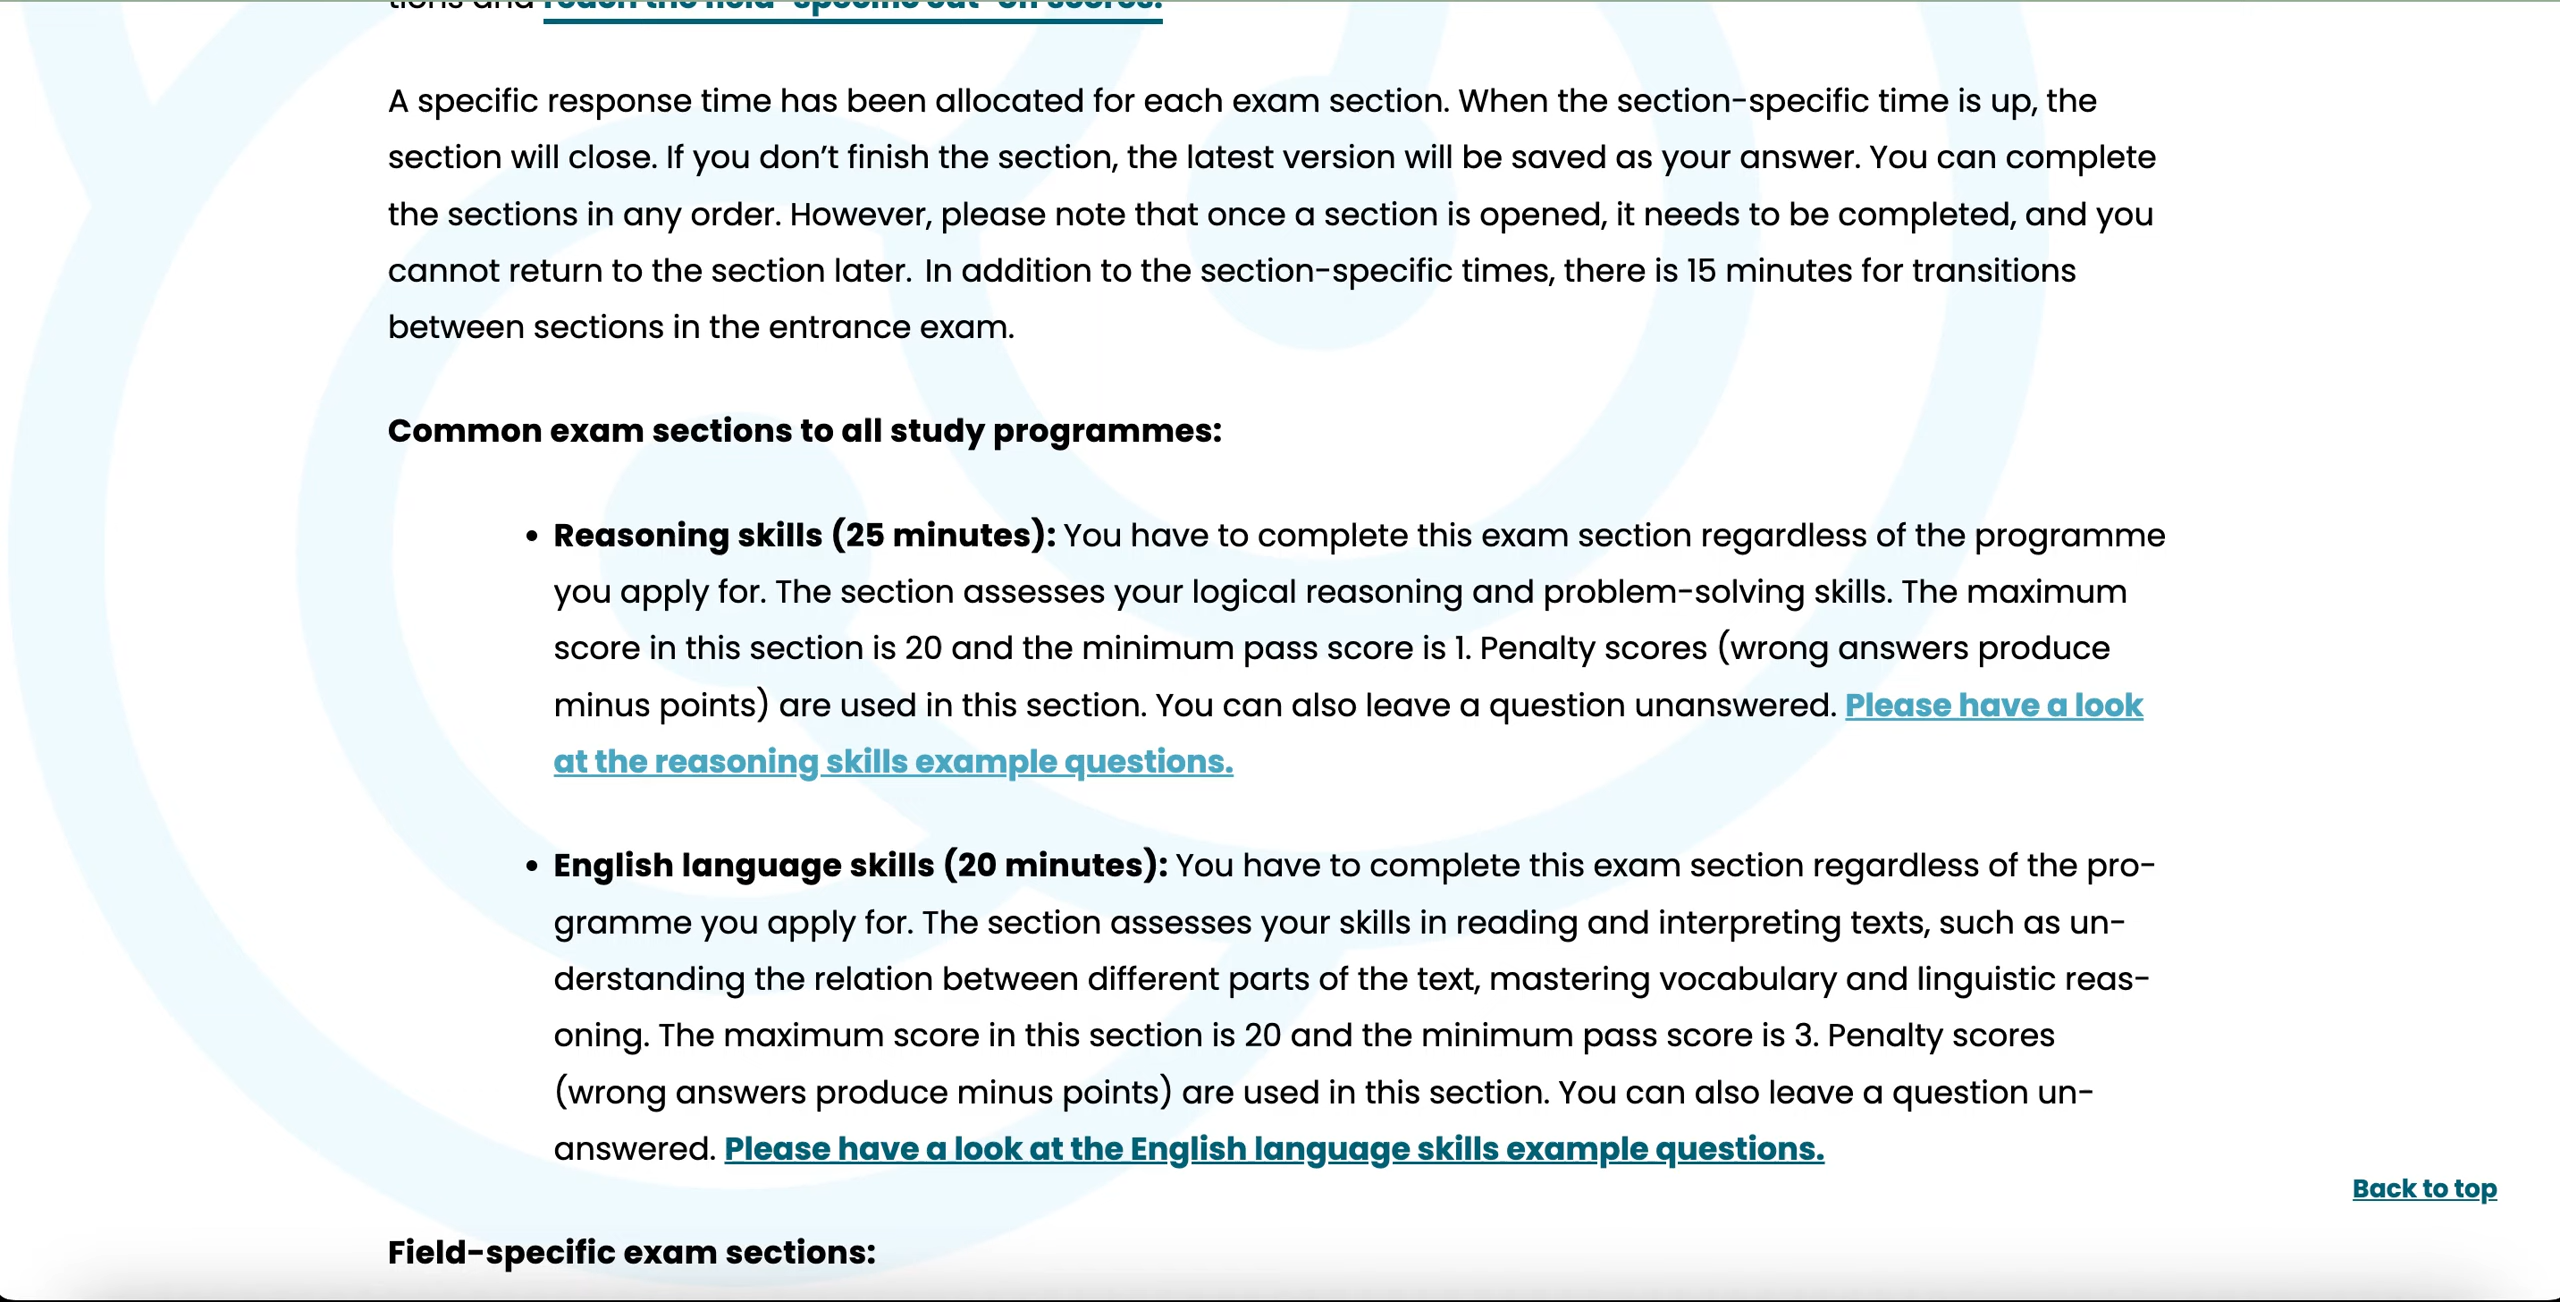 tions and reach the field-specific cut-off scores.
A specific response time has been allocated for each exam section. When the section-specific time is up, the
section will close. If you don’t finish the section, the latest version will be saved as your answer. You can complete
the sections in any order. However, please note that once a section is opened, it needs to be completed, and you
cannot return to the section later. In addition to the section-specific times, there is 15 minutes for transitions
between sections in the entrance exam.
Common exam sections to all study programmes:
• Reasoning skills (25 minutes): You have to complete this exam section regardless of the programme
you apply for. The section assesses your logical reasoning and problem-solving skills. The maximum
score in this section is 20 and the minimum pass score is 1. Penalty scores (wrong answers produce
minus points) are used in this section. You can also leave a question unanswered. Please have a look
at the reasoning skills example questions.
• English language skills (20 minutes): You have to complete this exam section regardless of the pro-
gramme you apply for. The section assesses your skills in reading and interpreting texts, such as un-
derstanding the relation between different parts of the text, mastering vocabulary and linguistic reas-
oning. The maximum score in this section is 20 and the minimum pass score is 3. Penalty scores
(wrong answers produce minus points) are used in this section. You can also leave a question un-
answered. Please have a look at the English language skills example questions.
Back to top
Field-specific exam sections: